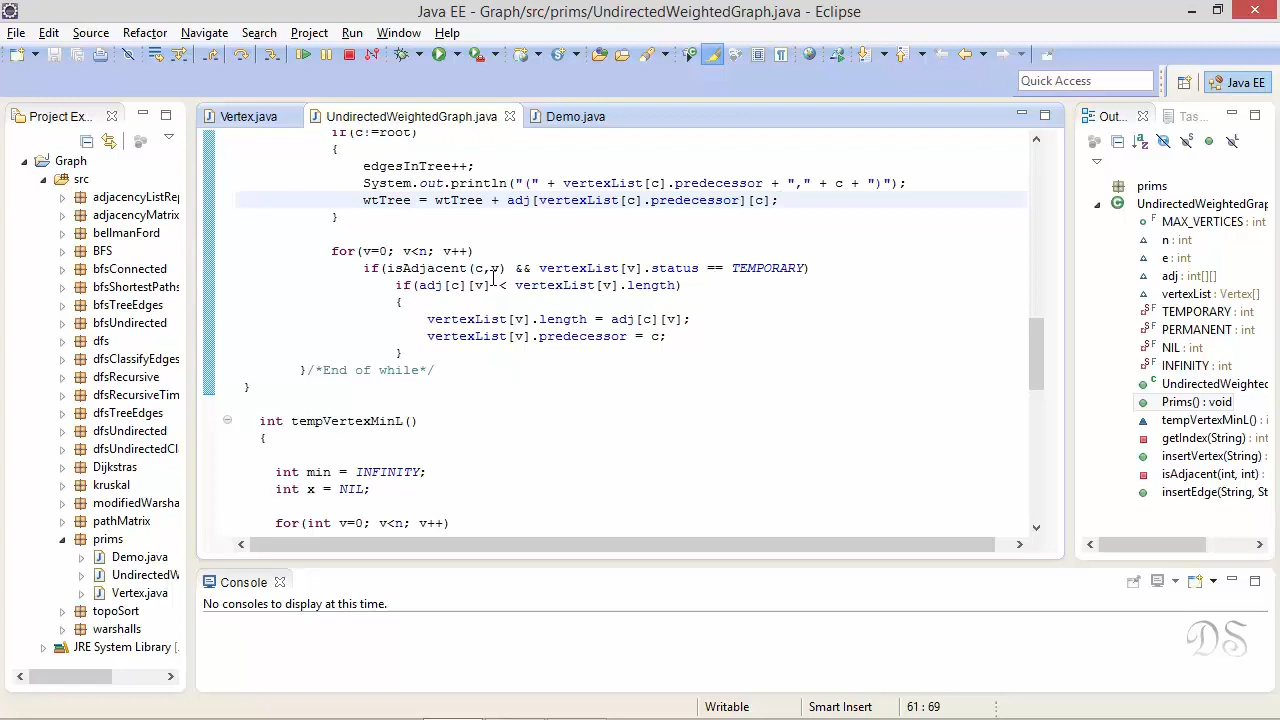 Java EE - Graph/src/prims/UndirectedWeightedGraph.java - Eclipse
File Edit Source Refactor Navigate Search Project Run Window Help
Quick Access
Java EE
Project Ex...
Graph
src
adjacencyListRep
adjacencyMatrix
bellmanFord
BFS
bfsConnected
bfsShortestPaths
bfsTreeEdges
bfsUndirected
dfs
dfsClassifyEdges
dfsRecursive
dfsRecursiveTim
dfsTreeEdges
dfsUndirected
dfsUndirectedCl
Dijkstras
kruskal
modifiedWarsha
pathMatrix
prims
Demo.java
UndirectedW
Vertex.java
topoSort
warshalls
JRE System Library [
Vertex.java
UndirectedWeightedGraph.java
Demo.java
if(c!=root)
{
edgesInTree++;
System.out.println("(" + vertexList[c].predecessor + "," + c + ")");
wtTree = wtTree + adj[vertexList[c].predecessor][c];
}
for(v=0; v<n; v++)
if(isAdjacent(c,v) && vertexList[v].status == TEMPORARY)
if(adj[c][v] < vertexList[v].length)
{
vertexList[v].length = adj[c][v];
vertexList[v].predecessor = c;
}
}/*End of while*/
}
int tempVertexMinL()
{
int min = INFINITY;
int x = NIL;
for(int v=0; v<n; v++)
Out...
Tas...
prims
UndirectedWeightedGra
MAX_VERTICES : int
n : int
e : int
adj : int[][]
vertexList : Vertex[]
TEMPORARY : int
PERMANENT : int
NIL : int
INFINITY : int
UndirectedWeighted
Prims() : void
tempVertexMinL() : i
getIndex(String) : int
insertVertex(String) :
isAdjacent(int, int) :
insertEdge(String, St
Console
No consoles to display at this time.
DS
Writable
Smart Insert
61 : 69